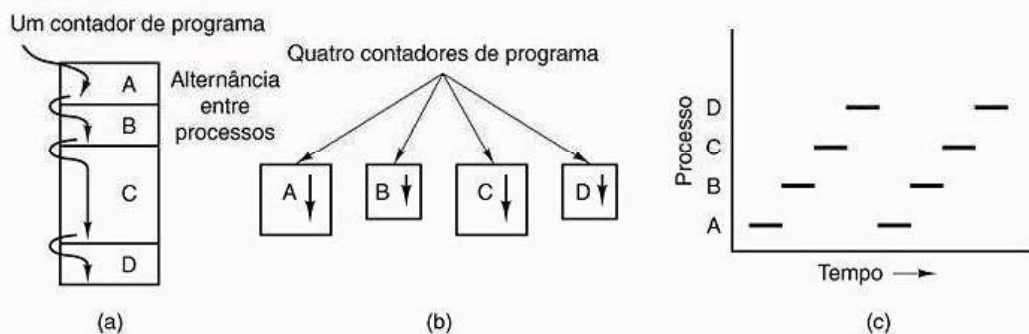 Um contador de programa
A
B
C
D
Alternância
entre
processos
(a)
Quatro contadores de programa
A
B
C
D
(b)
Processo
D
C
B
A
Tempo
(c)